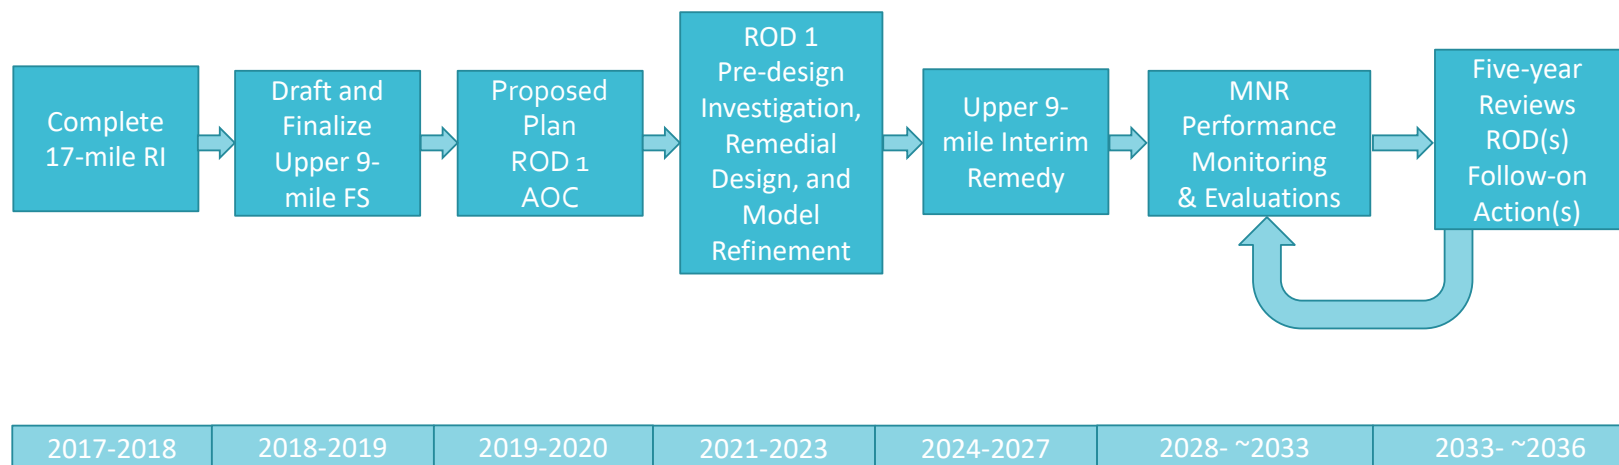 Complete
17-mile RI
Draft and
Finalize
Upper 9-
mile FS
Proposed
Plan
ROD 1
AOC
ROD 1
Pre-design
Investigation,
Remedial
Design, and
Model
Refinement
Upper 9-
mile Interim
Remedy
MNR
Performance
Monitoring
& Evaluations
Five-year
Reviews
ROD(s)
Follow-on
Action(s)
2017-2018
2018-2019
2019-2020
2021-2023
2024-2027
2028- ~2033
2033- ~2036